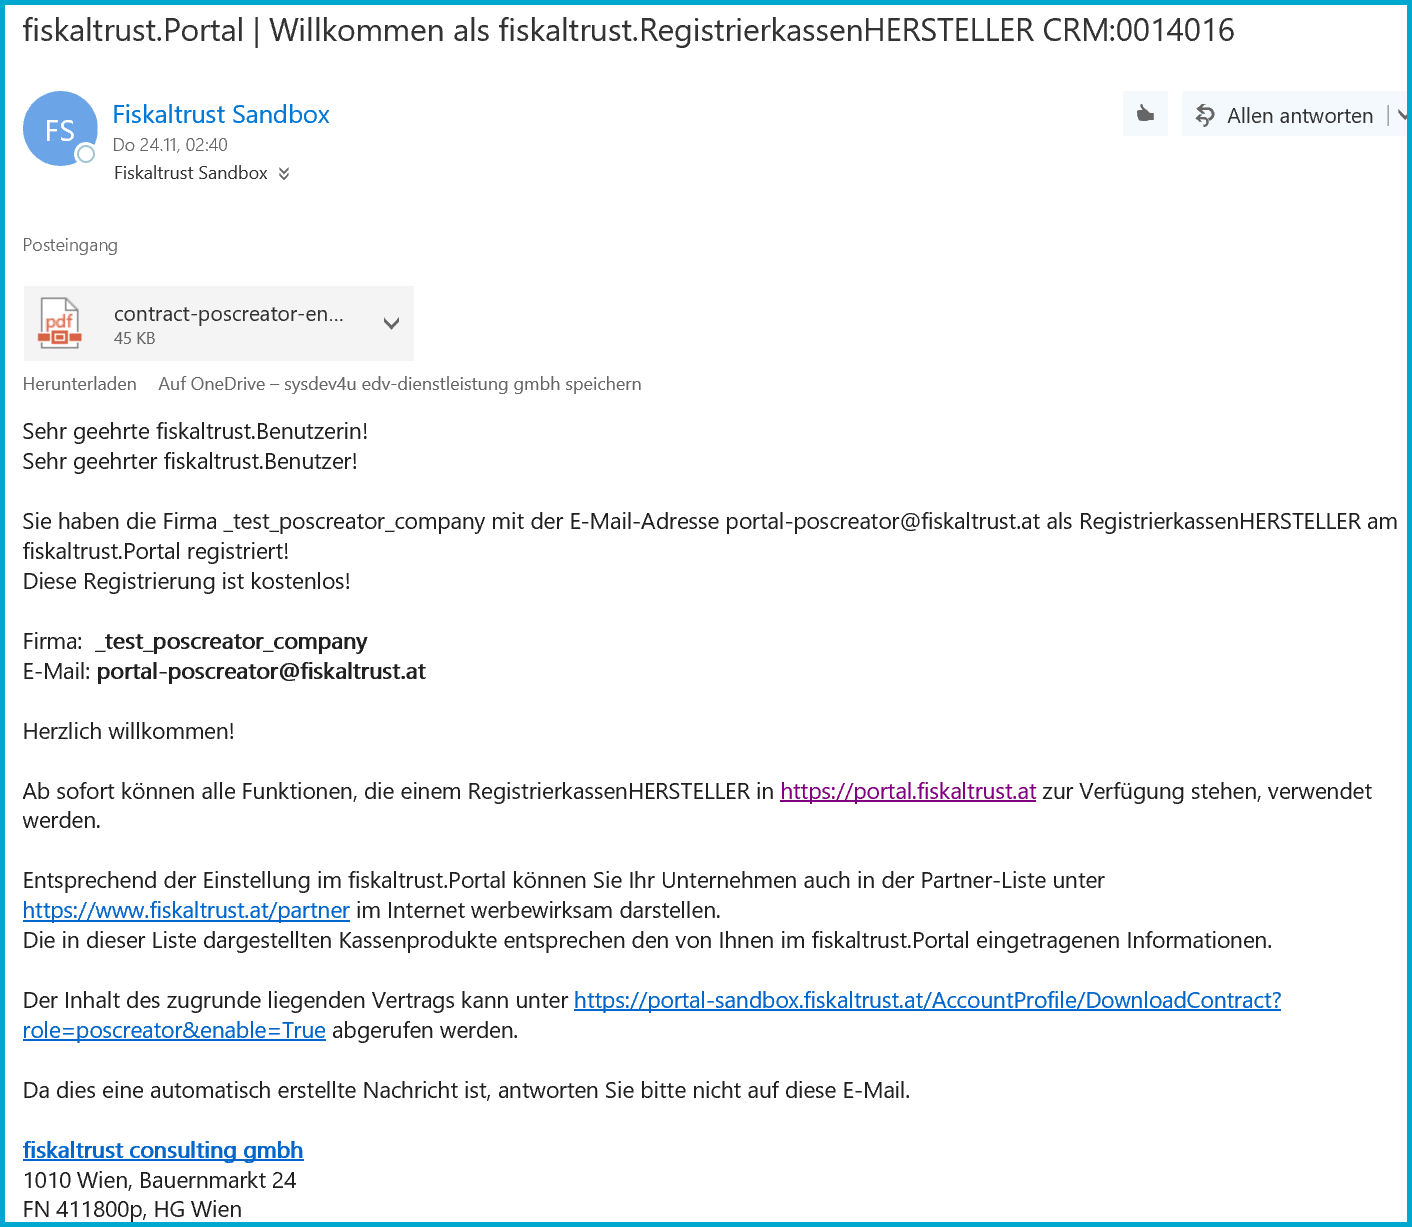 fiskaltrust.Portal | Willkommen als fiskaltrust.RegistrierkassenHERSTELLER CRM:0014016
FS
Fiskaltrust Sandbox
Do 24.11, 02:40
Fiskaltrust Sandbox
Allen antworten
Posteingang
pdf
contract-poscreator-en...
45 KB
Herunterladen Auf OneDrive – sysdev4u edv-dienstleistung gmbh speichern
Sehr geehrte fiskaltrust.Benutzerin!
Sehr geehrter fiskaltrust.Benutzer!
Sie haben die Firma _test_poscreator_company mit der E-Mail-Adresse portal-poscreator@fiskaltrust.at als RegistrierkassenHERSTELLER am
fiskaltrust.Portal registriert!
Diese Registrierung ist kostenlos!
Firma: _test_poscreator_company
E-Mail: portal-poscreator@fiskaltrust.at
Herzlich willkommen!
Ab sofort können alle Funktionen, die einem RegistrierkassenHERSTELLER in https://portal.fiskaltrust.at zur Verfügung stehen, verwendet
werden.
Entsprechend der Einstellung im fiskaltrust.Portal können Sie Ihr Unternehmen auch in der Partner-Liste unter
https://www.fiskaltrust.at/partner im Internet werbewirksam darstellen.
Die in dieser Liste dargestellten Kassenprodukte entsprechen den von Ihnen im fiskaltrust.Portal eingetragenen Informationen.
Der Inhalt des zugrunde liegenden Vertrags kann unter https://portal-sandbox.fiskaltrust.at/AccountProfile/DownloadContract?
role=poscreator&enable=True abgerufen werden.
Da dies eine automatisch erstellte Nachricht ist, antworten Sie bitte nicht auf diese E-Mail.
fiskaltrust consulting gmbh
1010 Wien, Bauernmarkt 24
FN 411800p, HG Wien